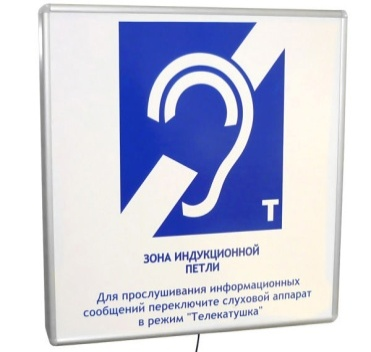 T
ЗОНА ИНДУКЦИОННОЙ
ПЕТЛИ
Для прослушивания информационных
сообщений переключите слуховой аппарат
в режим "Телекатушка"